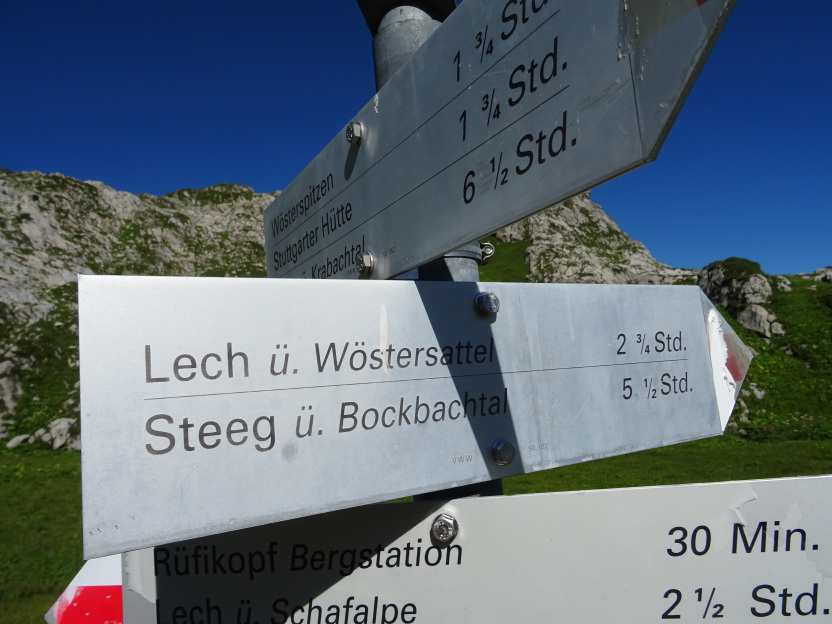 Wösterspitzen 1 ¾ Std.
Stuttgarter Hütte 1 ¾ Std.
ü. Krabachtal 6 ½ Std.
Lech ü. Wöstersattel 2 ¾ Std.
Steeg ü. Bockbachtal 5 ½ Std.
Rüfikopf Bergstation 30 Min.
Lech ü. Schafalpe 2 ½ Std.